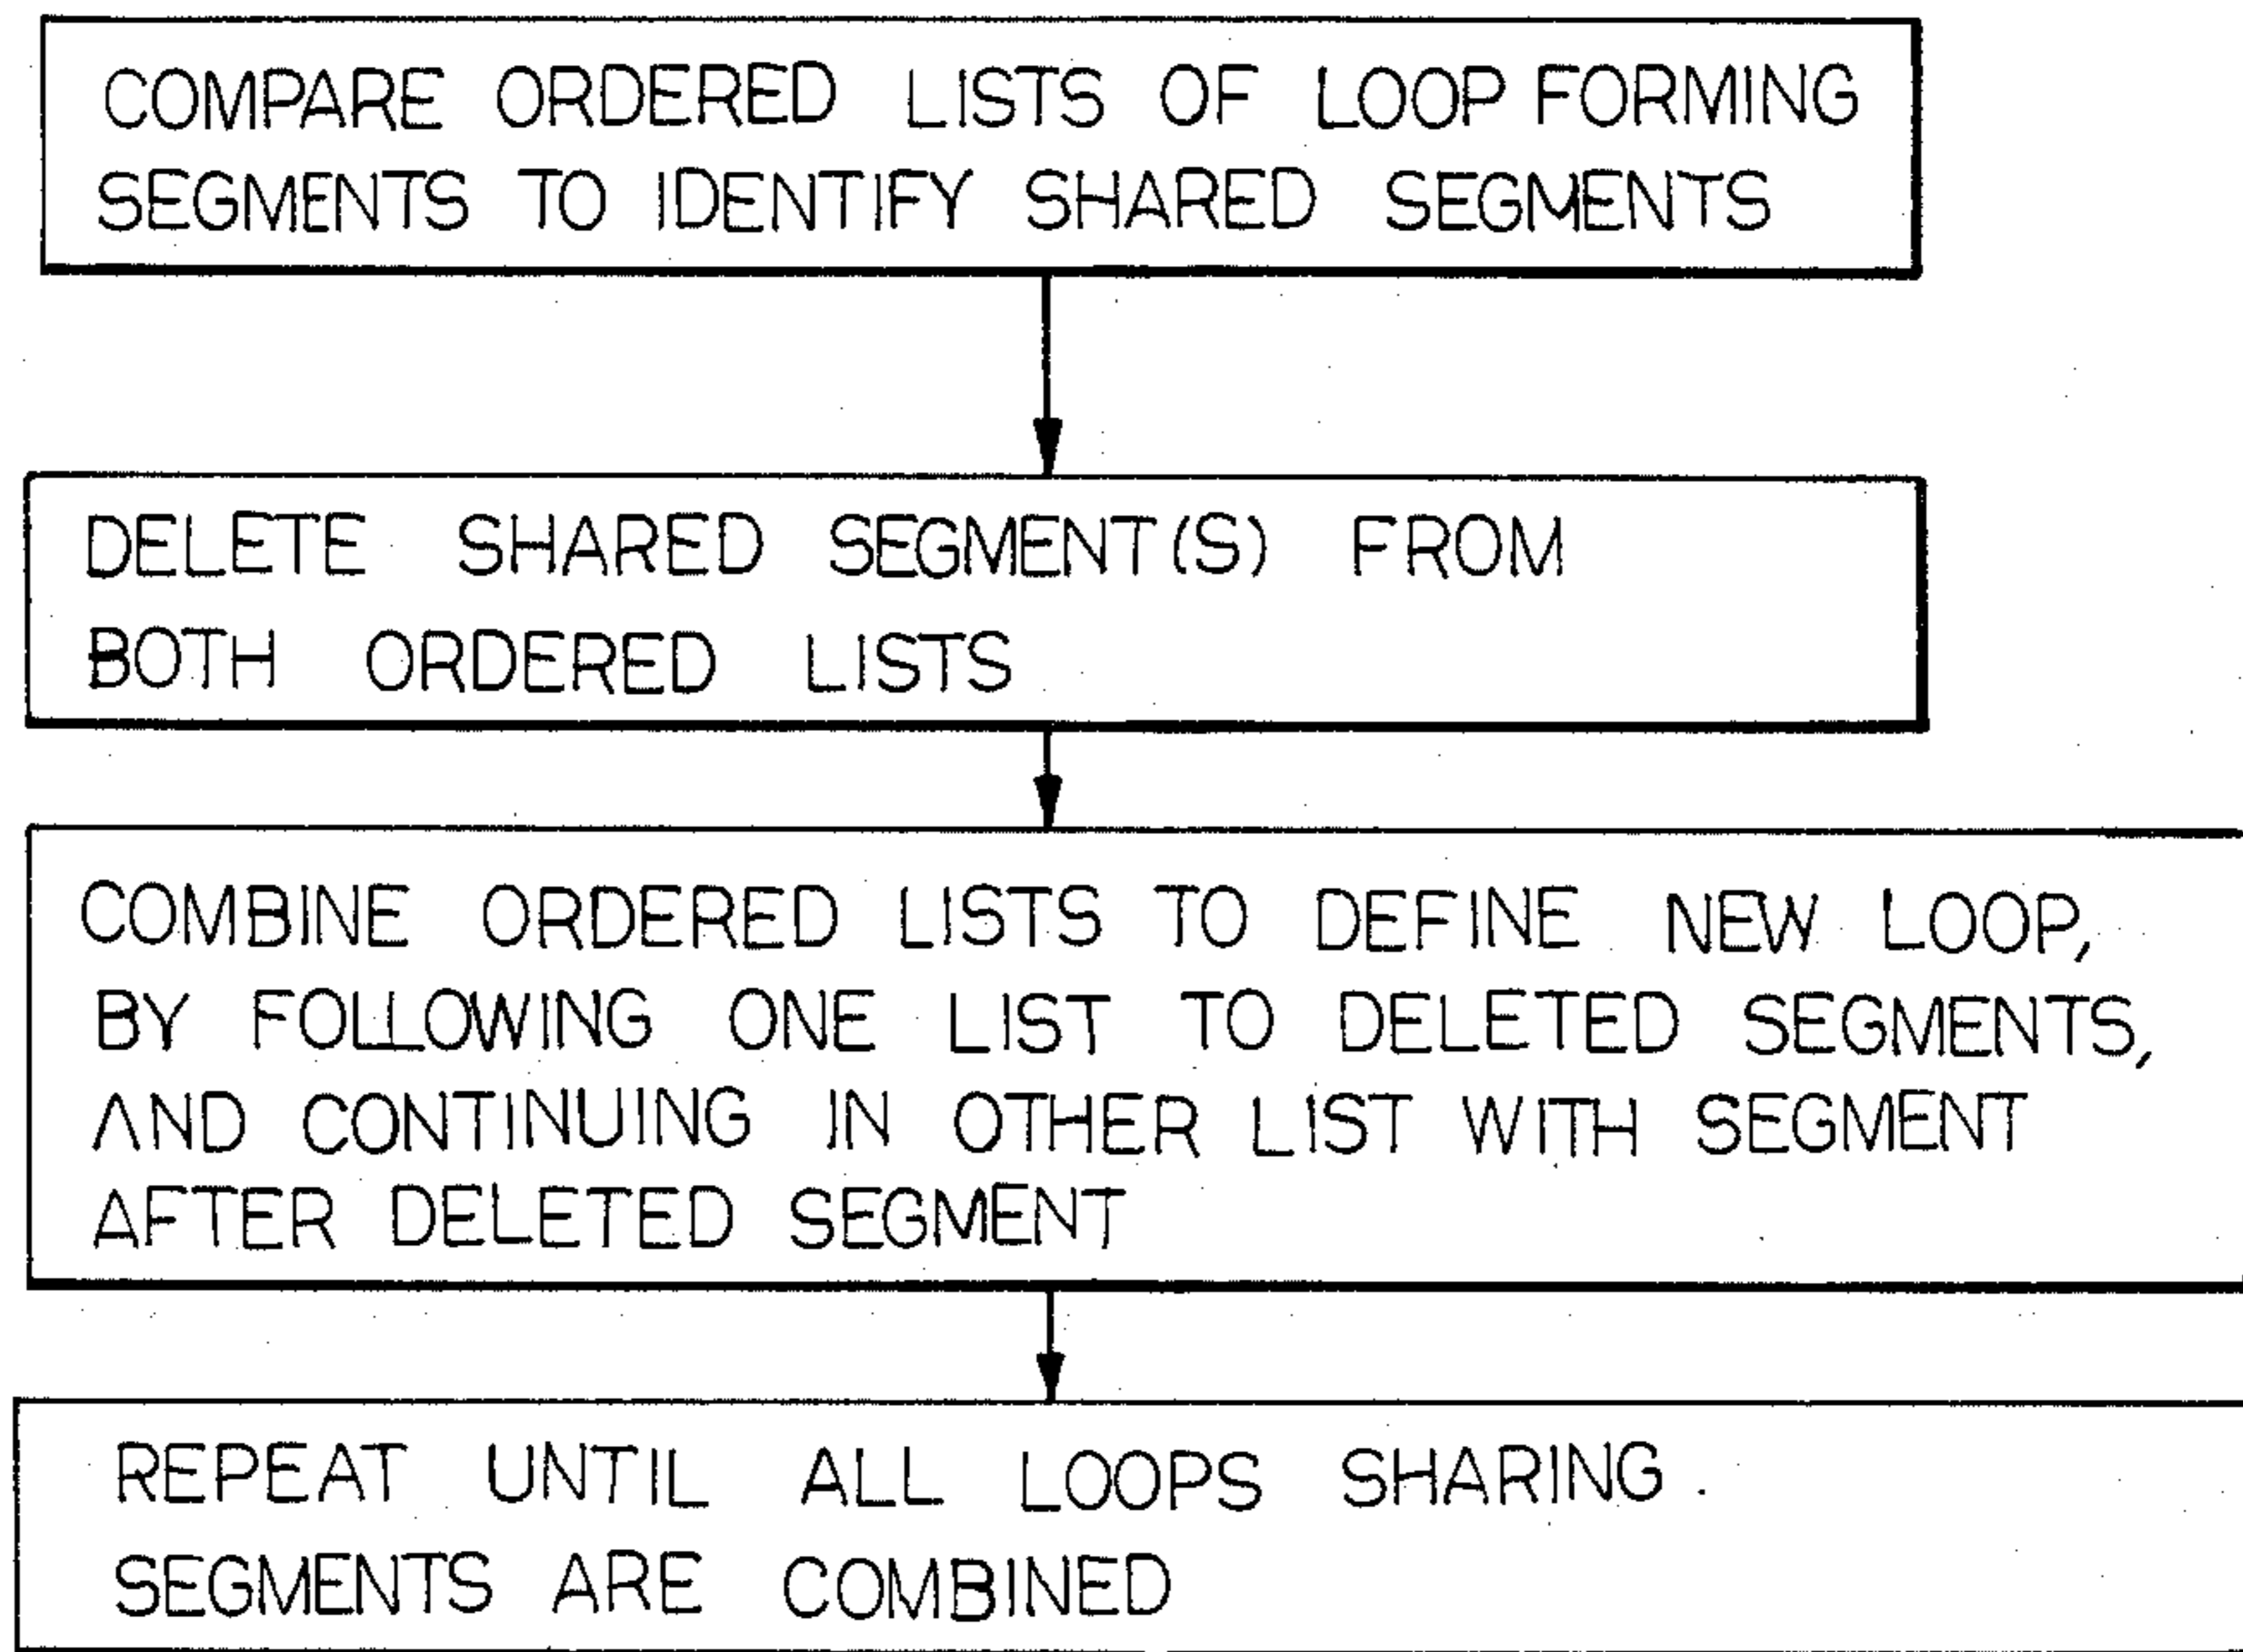 COMPARE ORDERED LISTS OF LOOP FORMING
SEGMENTS TO IDENTIFY SHARED SEGMENTS
DELETE SHARED SEGMENT(S) FROM
BOTH ORDERED LISTS
COMBINE ORDERED LISTS TO DEFINE NEW LOOP,
BY FOLLOWING ONE LIST TO DELETED SEGMENTS,
AND CONTINUING IN OTHER LIST WITH SEGMENT
AFTER DELETED SEGMENT
REPEAT UNTIL ALL LOOPS SHARING
SEGMENTS ARE COMBINED